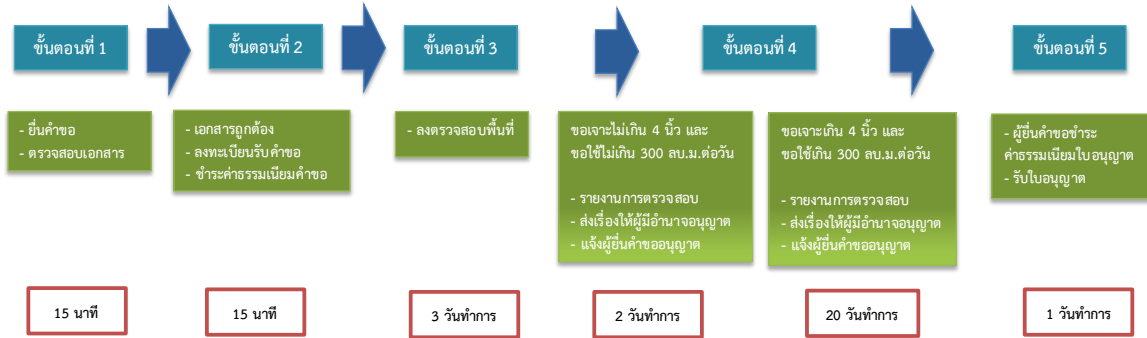 ขั้นตอนที่ 1
ขั้นตอนที่ 2
ขั้นตอนที่ 3
ขั้นตอนที่ 4
ขั้นตอนที่ 5
- ยื่นคำขอ
- ตรวจสอบเอกสาร
- เอกสารถูกต้อง
- ลงทะเบียนรับคำขอ
- ชำระค่าธรรมเนียมคำขอ
- ลงตรวจสอบพื้นที่
ขอเจาะไม่เกิน 4 นิ้ว และ
ขอใช้ไม่เกิน 300 ลบ.ม.ต่อวัน
- รายงานการตรวจสอบ
- ส่งเรื่องให้ผู้มีอำนาจอนุญาต
- แจ้งผู้ยื่นคำขออนุญาต
ขอเจาะเกิน 4 นิ้ว และ
ขอใช้เกิน 300 ลบ.ม.ต่อวัน
- รายงานการตรวจสอบ
- ส่งเรื่องให้ผู้มีอำนาจอนุญาต
- แจ้งผู้ยื่นคำขออนุญาต
- ผู้ยื่นคำขอชำระ
ค่าธรรมเนียมใบอนุญาต
- รับใบอนุญาต
15 นาที
15 นาที
3 วันทำการ
2 วันทำการ
20 วันทำการ
1 วันทำการ